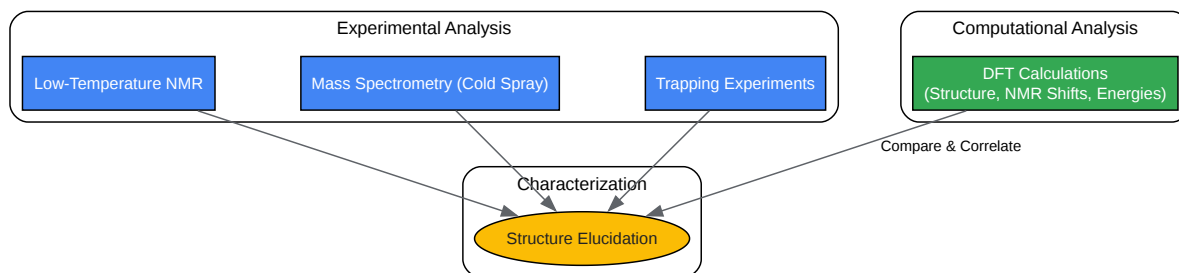 Experimental Analysis
Computational Analysis
Low-Temperature NMR
Mass Spectrometry (Cold Spray)
Trapping Experiments
DFT Calculations
(Structure, NMR Shifts, Energies)
Compare & Correlate
Characterization
Structure Elucidation